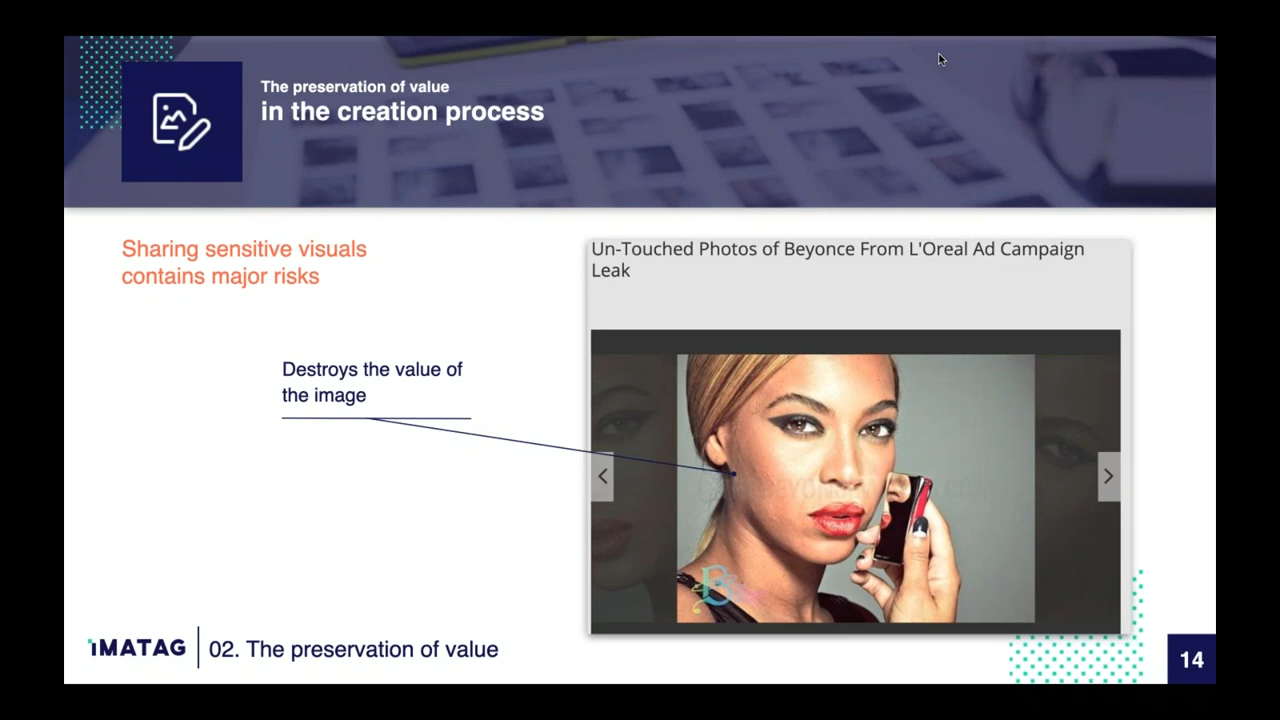 The preservation of value
in the creation process
Sharing sensitive visuals
contains major risks
Un-Touched Photos of Beyonce From L'Oreal Ad Campaign
Leak
Destroys the value of
the image
B
iMATAG
02. The preservation of value
14